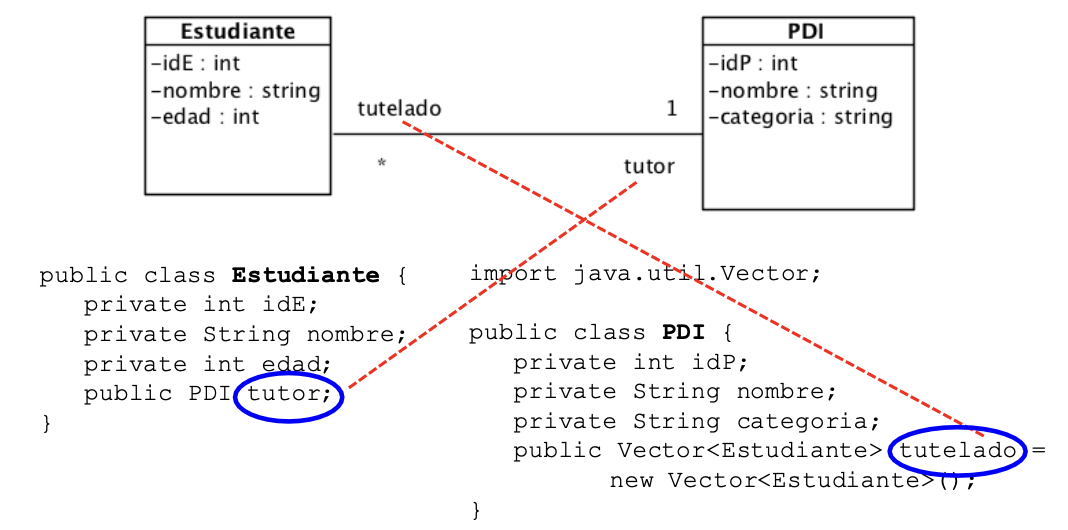 Estudiante
-idE : int
-nombre : string
-edad : int
tutelado
*
1
tutor
PDI
-idP : int
-nombre : string
-categoria : string
public class Estudiante {
private int idE;
private String nombre;
private int edad;
public PDI tutor;
}
import java.util.Vector;
public class PDI {
private int idP;
private String nombre;
private String categoria;
public Vector<Estudiante> tutelado =
new Vector<Estudiante>();
}